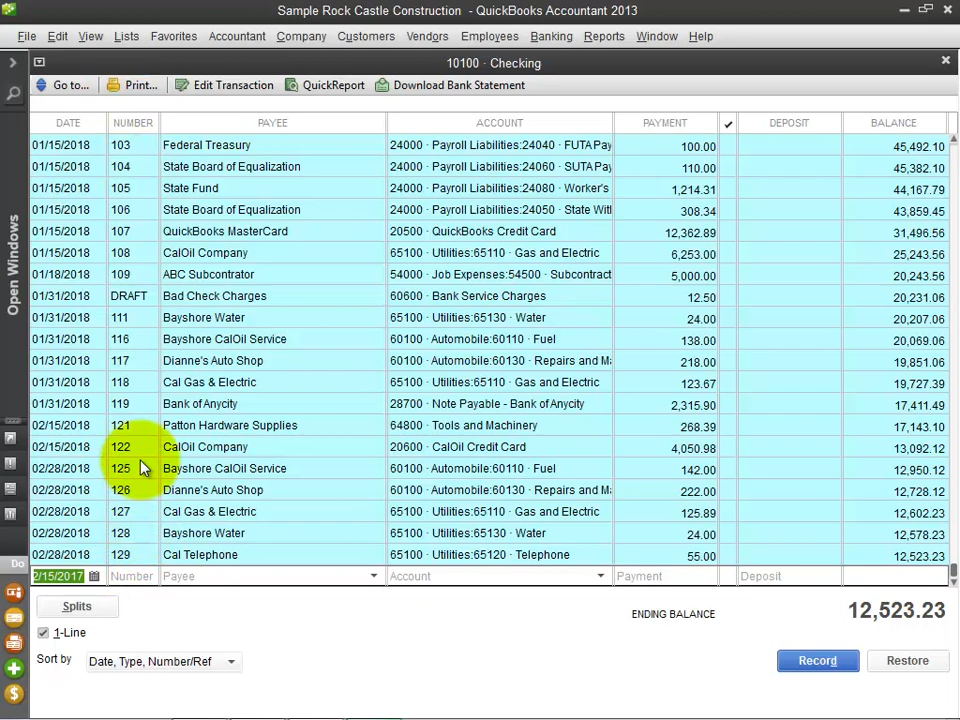 Sample Rock Castle Construction - QuickBooks Accountant 2013
File Edit View Lists Favorites Accountant Company Customers Vendors Employees Banking Reports Window Help
10100 · Checking
Go to... Print... Edit Transaction QuickReport Download Bank Statement
DATE NUMBER PAYEE ACCOUNT PAYMENT ✓ DEPOSIT BALANCE
01/15/2018 103 Federal Treasury 24000 · Payroll Liabilities:24040 · FUTA Pay 100.00 45,492.10
01/15/2018 104 State Board of Equalization 24000 · Payroll Liabilities:24060 · SUTA Pay 110.00 45,382.10
01/15/2018 105 State Fund 24000 · Payroll Liabilities:24080 · Worker's 1,214.31 44,167.79
01/15/2018 106 State Board of Equalization 24000 · Payroll Liabilities:24050 · State Wit 308.34 43,859.45
01/15/2018 107 QuickBooks MasterCard 20500 · QuickBooks Credit Card 12,362.89 31,496.56
01/15/2018 108 CalOil Company 65100 · Utilities:65110 · Gas and Electric 6,253.00 25,243.56
01/18/2018 109 ABC Subcontrator 54000 · Job Expenses:54500 · Subcontract 5,000.00 20,243.56
01/31/2018 DRAFT Bad Check Charges 60600 · Bank Service Charges 12.50 20,231.06
01/31/2018 111 Bayshore Water 65100 · Utilities:65130 · Water 24.00 20,207.06
01/31/2018 116 Bayshore CalOil Service 60100 · Automobile:60110 · Fuel 138.00 20,069.06
01/31/2018 117 Dianne's Auto Shop 60100 · Automobile:60130 · Repairs and M 218.00 19,851.06
01/31/2018 118 Cal Gas & Electric 65100 · Utilities:65110 · Gas and Electric 123.67 19,727.39
01/31/2018 119 Bank of Anycity 28700 · Note Payable - Bank of Anycity 2,315.90 17,411.49
02/15/2018 121 Patton Hardware Supplies 64800 · Tools and Machinery 268.39 17,143.10
02/15/2018 122 CalOil Company 20600 · CalOil Credit Card 4,050.98 13,092.12
02/28/2018 125 Bayshore CalOil Service 60100 · Automobile:60110 · Fuel 142.00 12,950.12
02/28/2018 126 Dianne's Auto Shop 60100 · Automobile:60130 · Repairs and M 222.00 12,728.12
02/28/2018 127 Cal Gas & Electric 65100 · Utilities:65110 · Gas and Electric 125.89 12,602.23
02/28/2018 128 Bayshore Water 65100 · Utilities:65130 · Water 24.00 12,578.23
02/28/2018 129 Cal Telephone 65100 · Utilities:65120 · Telephone 55.00 12,523.23
2/15/2017 Number Payee Account Payment Deposit
Splits
ENDING BALANCE 12,523.23
1-Line
Sort by Date, Type, Number/Ref
Record Restore
Open Windows
Do